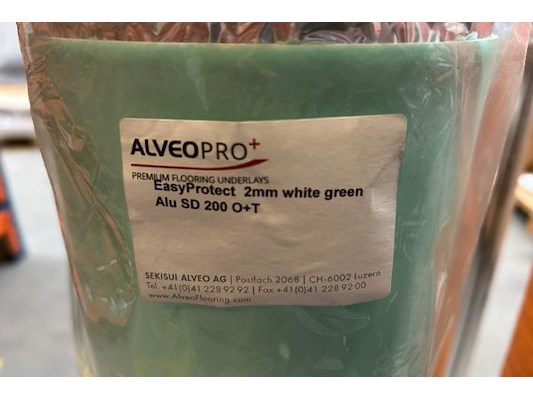 ALVEOPRO+
PREMIUM FLOORING UNDERLAYS
EasyProtect 2mm white green
Alu SD 200 O+T
SEKISUI ALVEO AG | Postfach 2068 | CH-6002 Luzern
Tel. +41(0)41 228 92 92 | Fax +41(0)41 228 92 00
www.AlveoFlooring.com